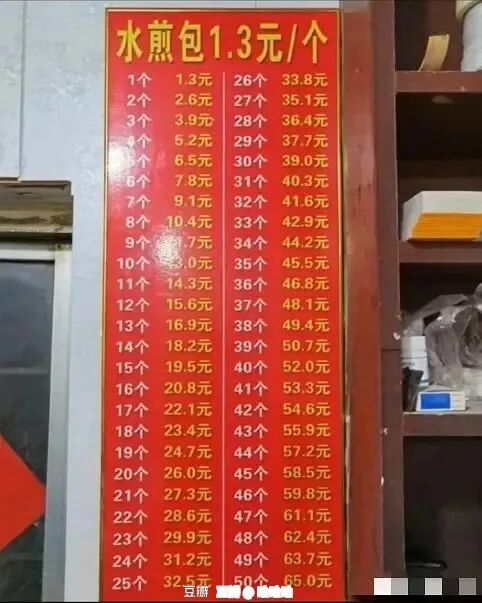 水煎包1.3元/个
1个 1.3元 26个 33.8元
2个 2.6元 27个 35.1元
3个 3.9元 28个 36.4元
4个 5.2元 29个 37.7元
5个 6.5元 30个 39.0元
6个 7.8元 31个 40.3元
7个 9.1元 32个 41.6元
8个 10.4元 33个 42.9元
9个 11.7元 34个 44.2元
10个 13.0元 35个 45.5元
11个 14.3元 36个 46.8元
12个 15.6元 37个 48.1元
13个 16.9元 38个 49.4元
14个 18.2元 39个 50.7元
15个 19.5元 40个 52.0元
16个 20.8元 41个 53.3元
17个 22.1元 42个 54.6元
18个 23.4元 43个 55.9元
19个 24.7元 44个 57.2元
20个 26.0元 45个 58.5元
21个 27.3元 46个 59.8元
22个 28.6元 47个 61.1元
23个 29.9元 48个 62.4元
24个 31.2元 49个 63.7元
25个 32.5元 50个 65.0元
豆瓣